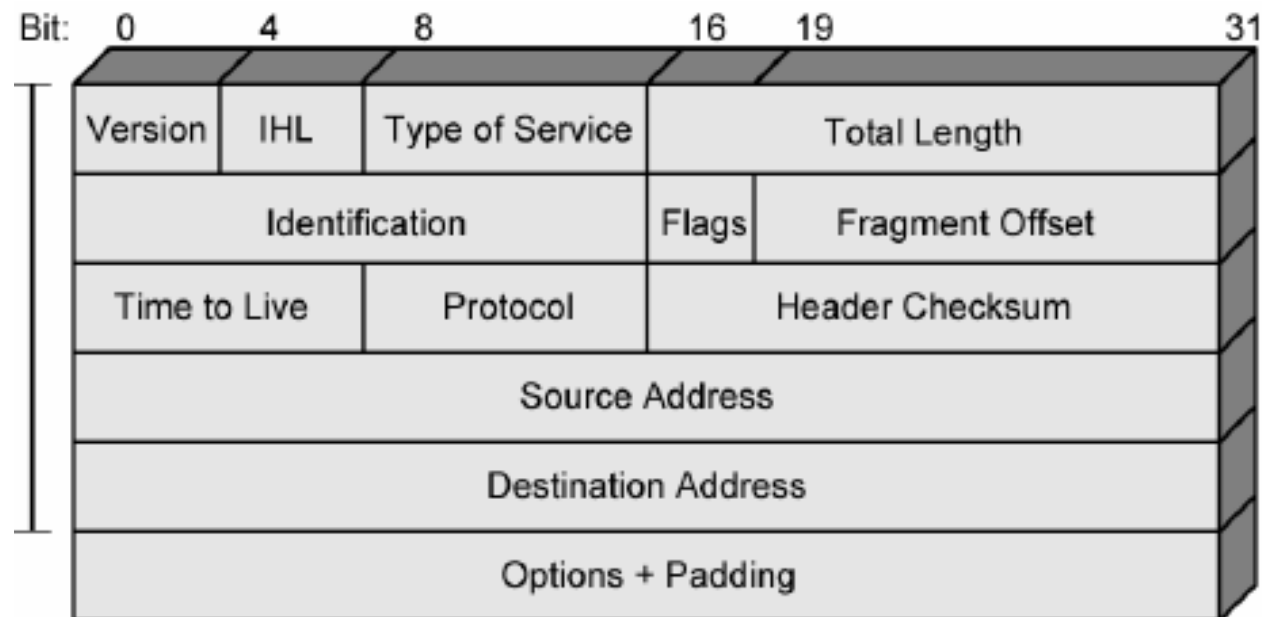 Bit: 0 4 8 16 19 31
Version IHL Type of Service Total Length
Identification Flags Fragment Offset
Time to Live Protocol Header Checksum
Source Address
Destination Address
Options + Padding